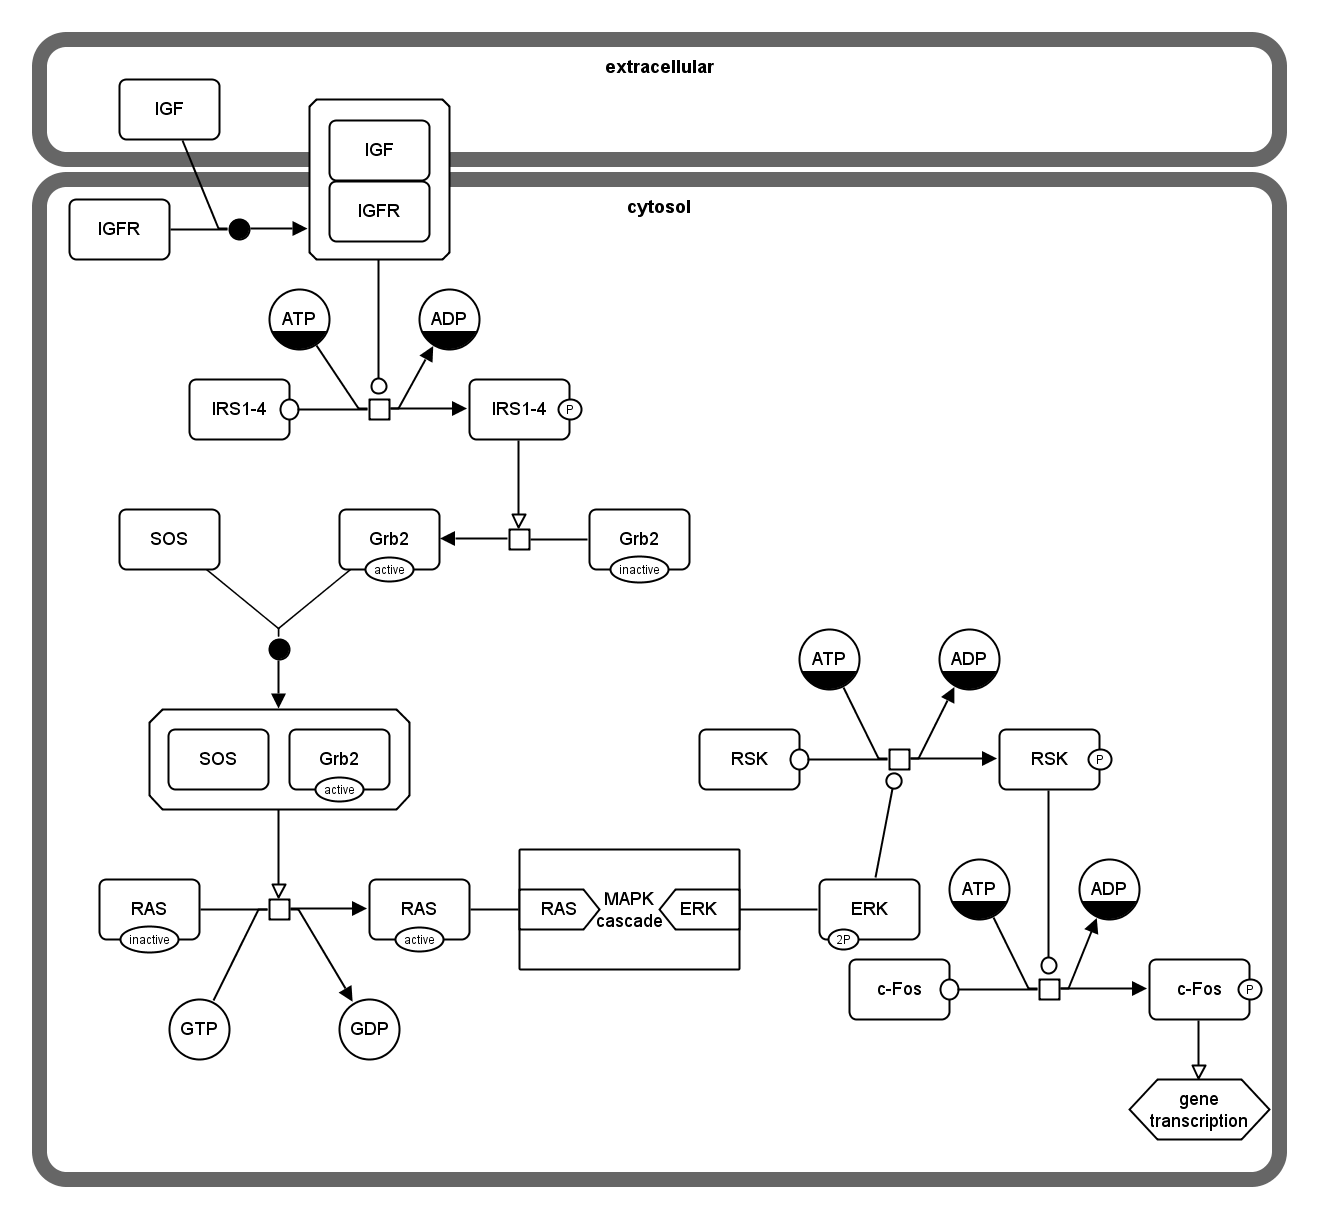 extracellular
IGF
IGF
IGFR
cytosol
IGFR
ATP
ADP
IRS1-4
IRS1-4
P
SOS
Grb2
active
Grb2
inactive
ATP
ADP
SOS
Grb2
active
RSK
RSK
P
RAS
inactive
RAS
active
RAS
MAPK
cascade
ERK
ERK
2P
ATP
ADP
c-Fos
c-Fos
P
GTP
GDP
gene
transcription